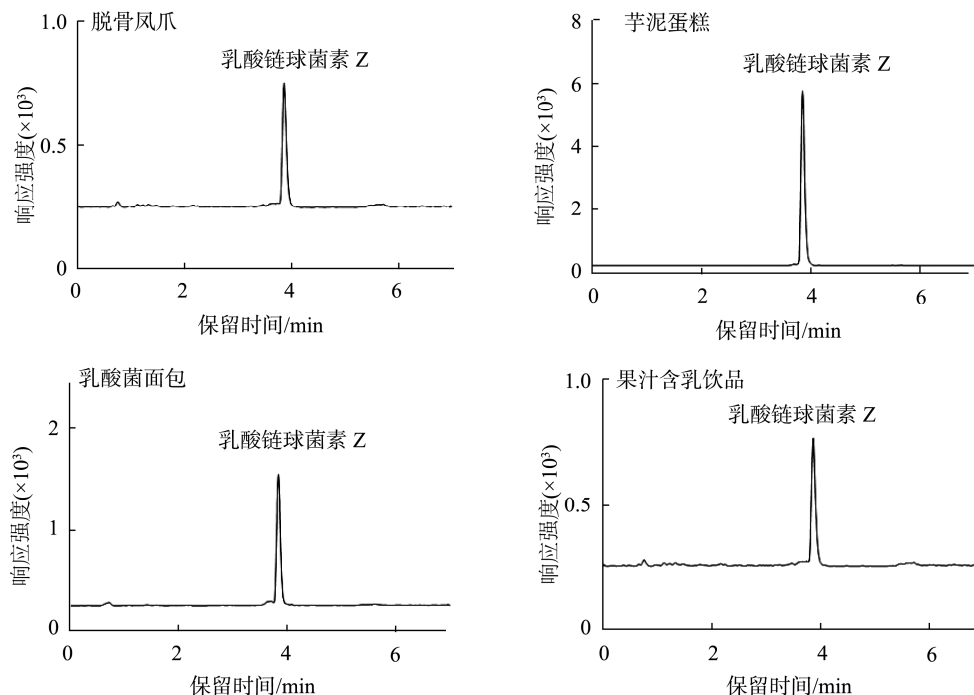 脱骨凤爪
乳酸链球菌素 Z
响应强度(×10³)
1.0
0.5
0
0
2
4
6
保留时间/min
芋泥蛋糕
乳酸链球菌素 Z
响应强度(×10³)
8
6
4
2
0
0
2
4
6
保留时间/min
乳酸菌面包
乳酸链球菌素 Z
响应强度(×10³)
2
1
0
0
2
4
6
保留时间/min
果汁含乳饮品
乳酸链球菌素 Z
响应强度(×10³)
1.0
0.5
0
0
2
4
6
保留时间/min